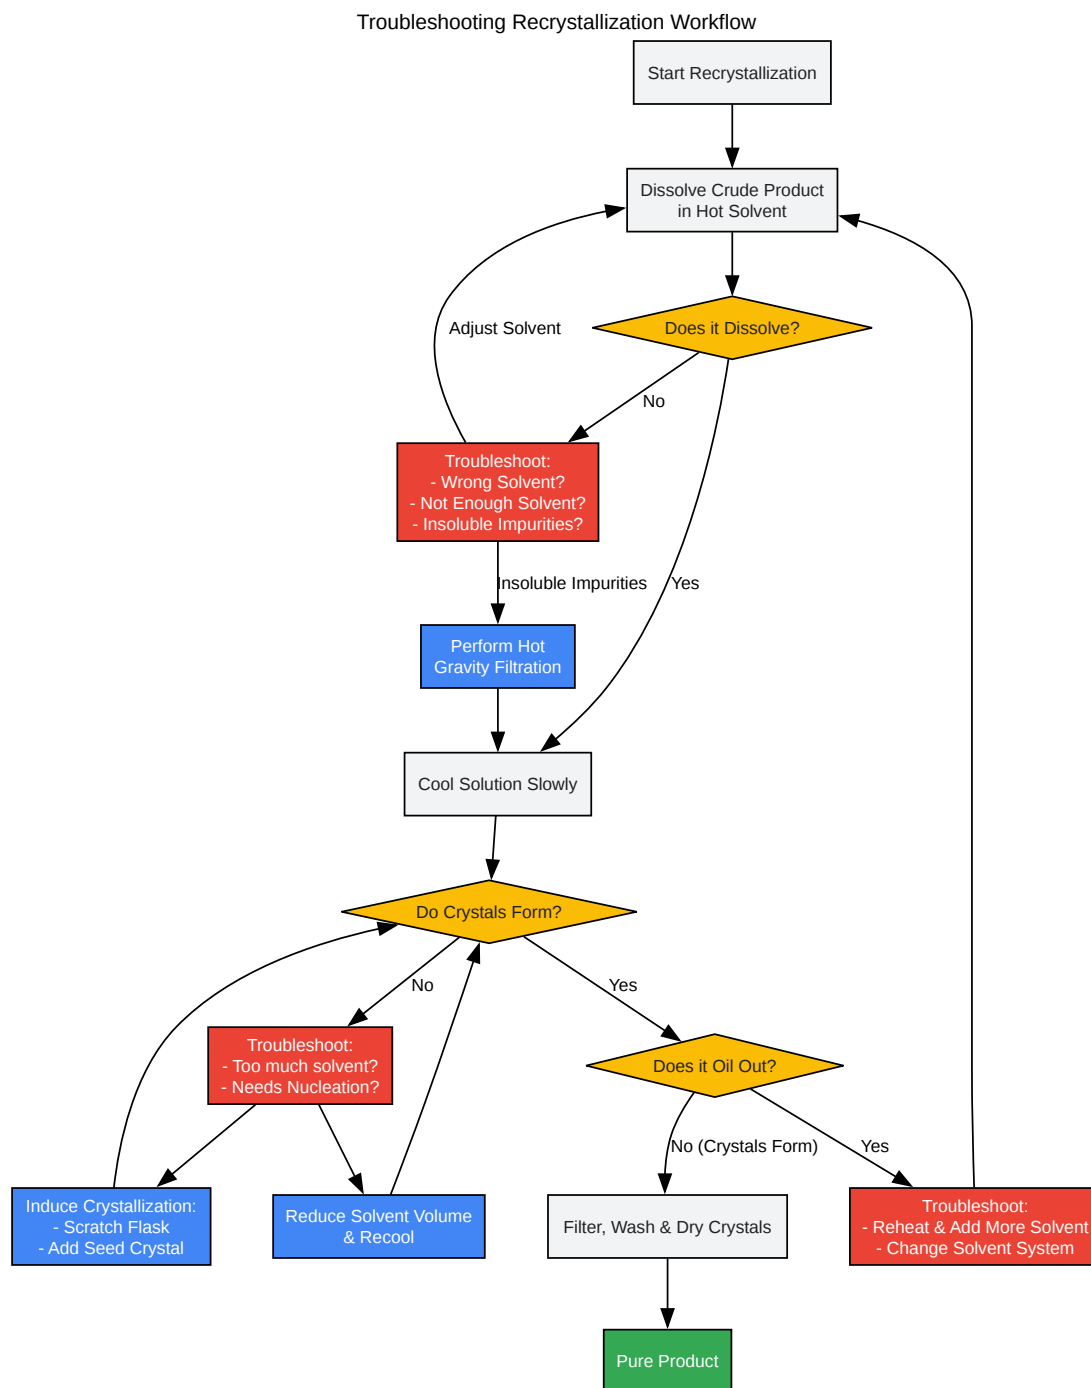 Troubleshooting Recrystallization Workflow
Start Recrystallization
Dissolve Crude Product
in Hot Solvent
Does it Dissolve?
Adjust Solvent
No
Troubleshoot:
- Wrong Solvent?
- Not Enough Solvent?
- Insoluble Impurities?
Insoluble Impurities
Yes
Perform Hot
Gravity Filtration
Cool Solution Slowly
Do Crystals Form?
No
Yes
Troubleshoot:
- Too much solvent?
- Needs Nucleation?
Does it Oil Out?
No (Crystals Form)
Yes
Induce Crystallization:
- Scratch Flask
- Add Seed Crystal
Reduce Solvent Volume
& Recool
Filter, Wash & Dry Crystals
Troubleshoot:
- Reheat & Add More Solvent
- Change Solvent System
Pure Product